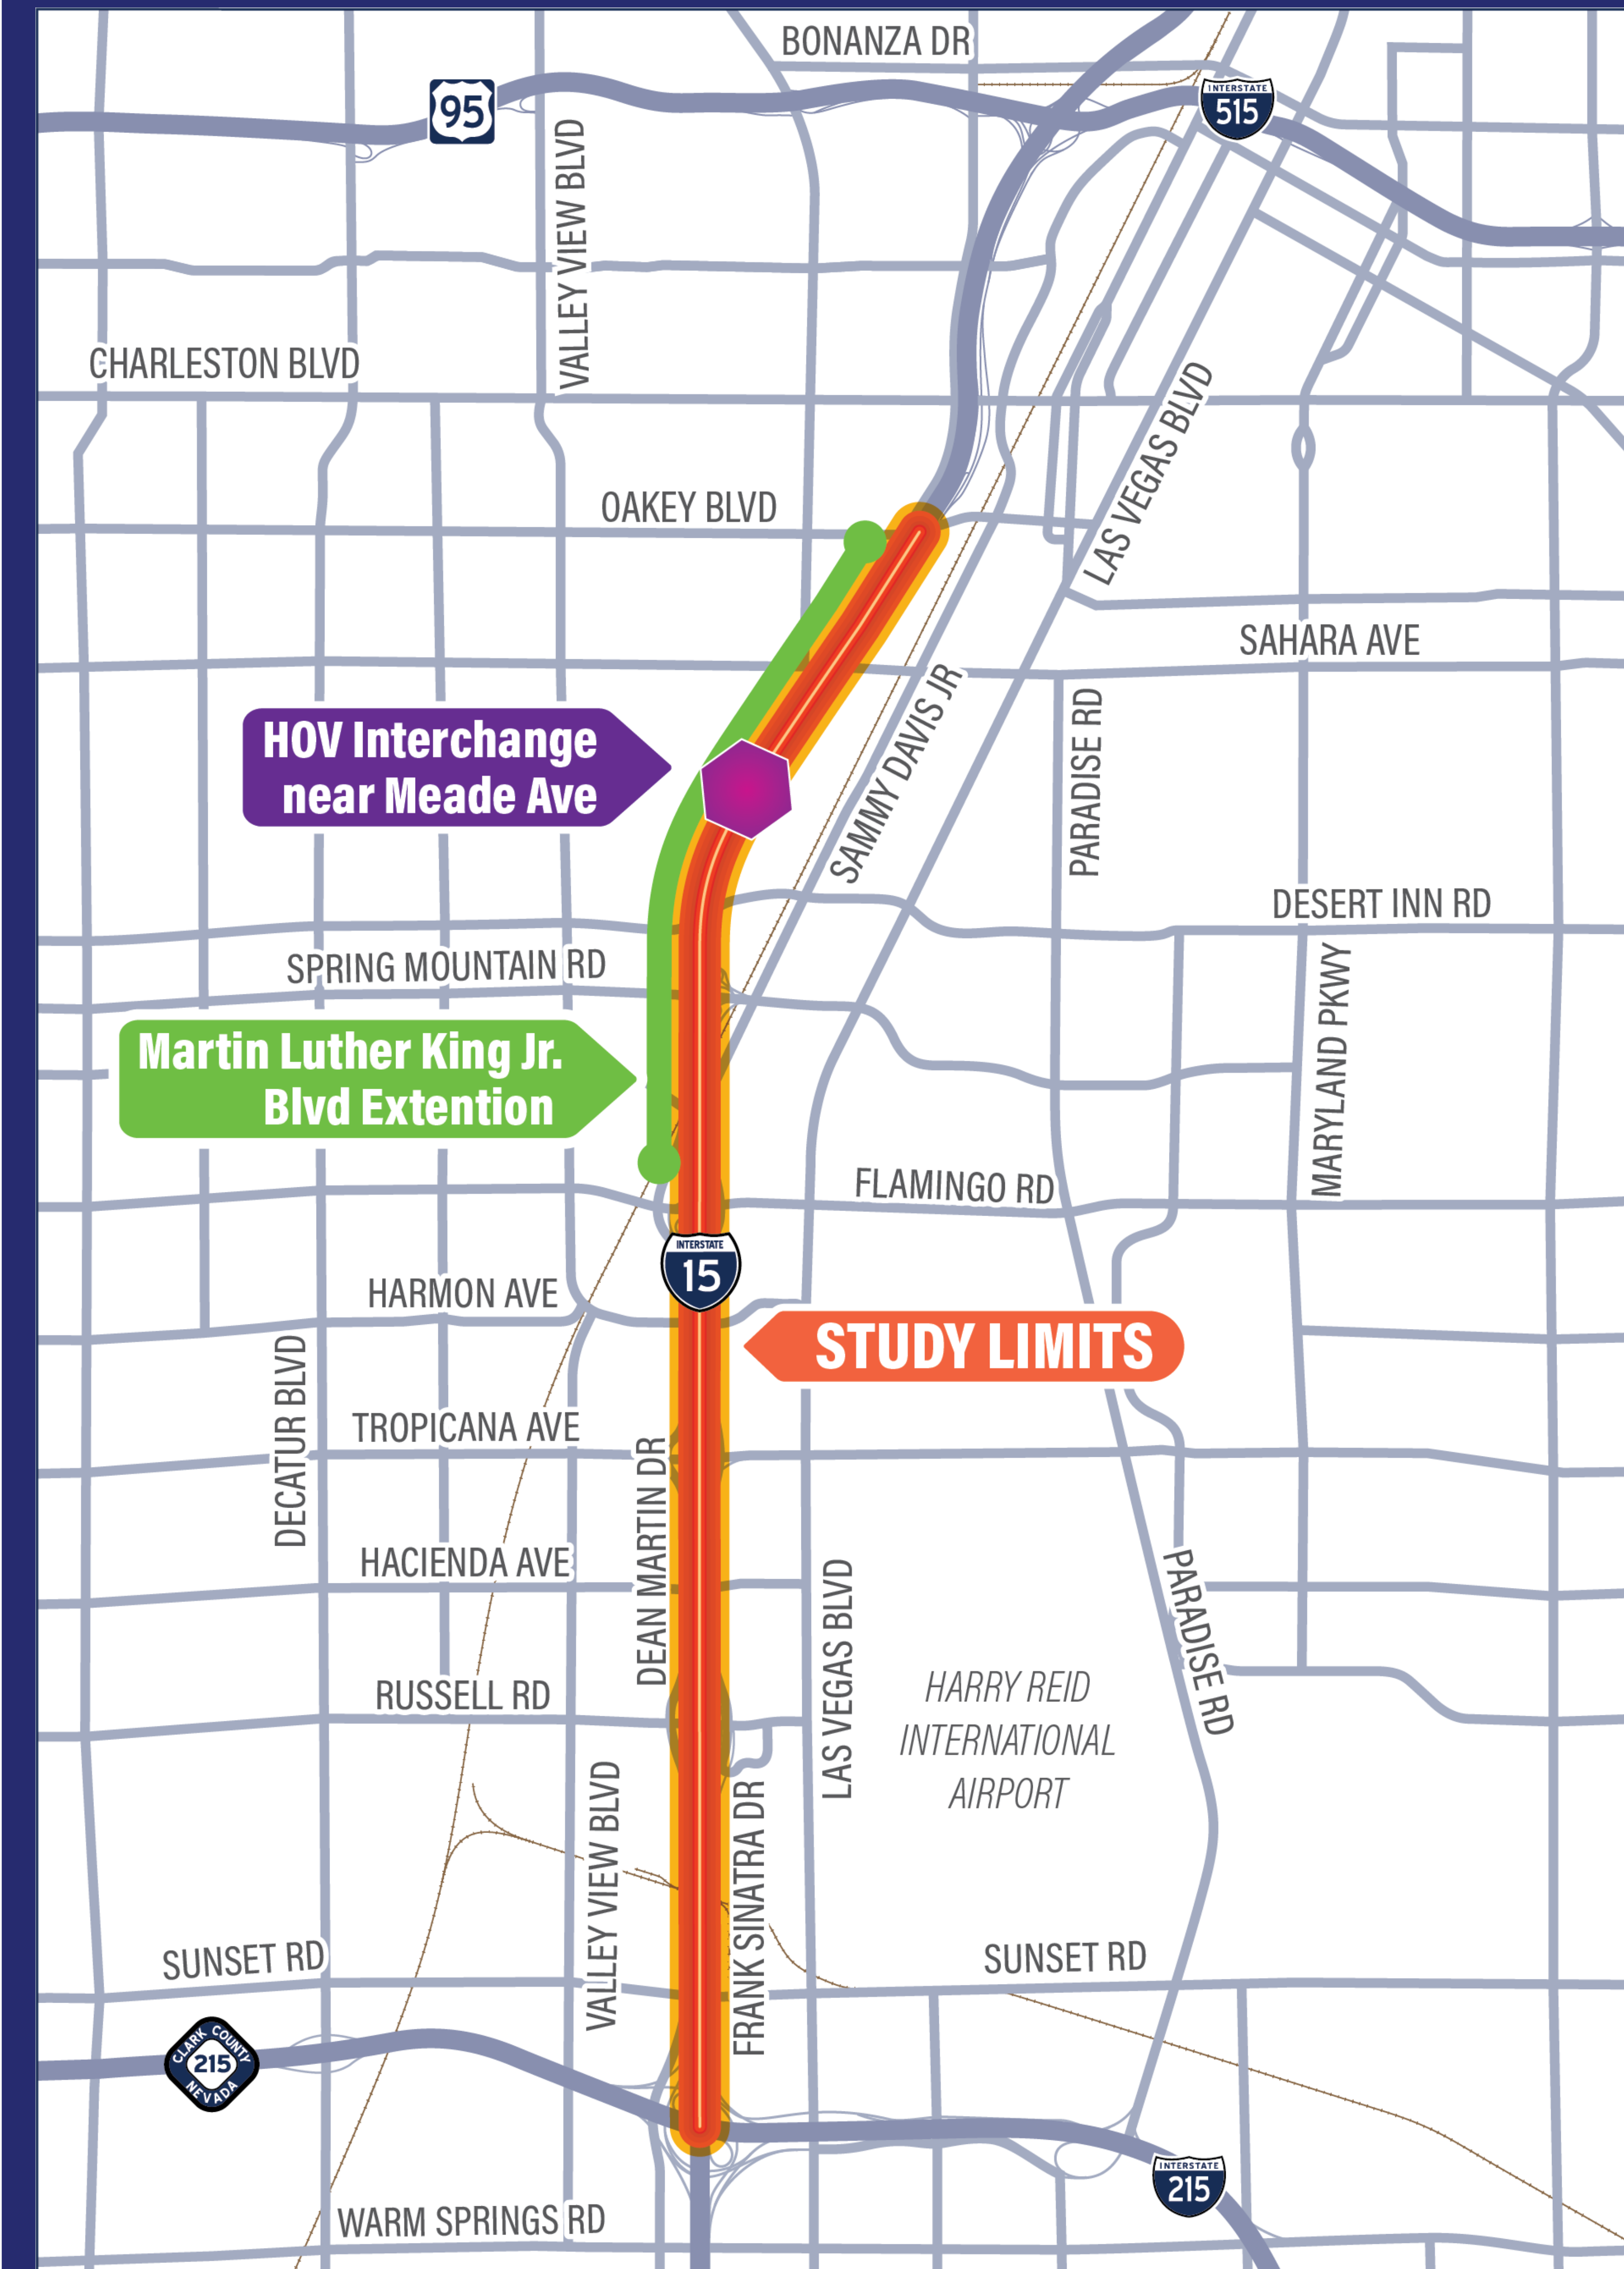 BONANZA DR
95
INTERSTATE
515
VALLEY VIEW BLVD
CHARLESTON BLVD
LAS VEGAS BLVD
OAKEY BLVD
SAHARA AVE
SAMMY DAVIS JR
PARADISE RD
HOV Interchange
near Meade Ave
DESERT INN RD
SPRING MOUNTAIN RD
MARYLAND PKWY
Martin Luther King Jr.
Blvd Extention
FLAMINGO RD
INTERSTATE
15
HARMON AVE
STUDY LIMITS
DECATUR BLVD
TROPICANA AVE
DEAN MARTIN DR
HACIENDA AVE
LAS VEGAS BLVD
PARADISE RD
RUSSELL RD
HARRY REID
INTERNATIONAL
AIRPORT
VALLEY VIEW BLVD
FRANK SINATRA DR
SUNSET RD
SUNSET RD
CLARK COUNTY
215
NEVADA
INTERSTATE
215
WARM SPRINGS RD